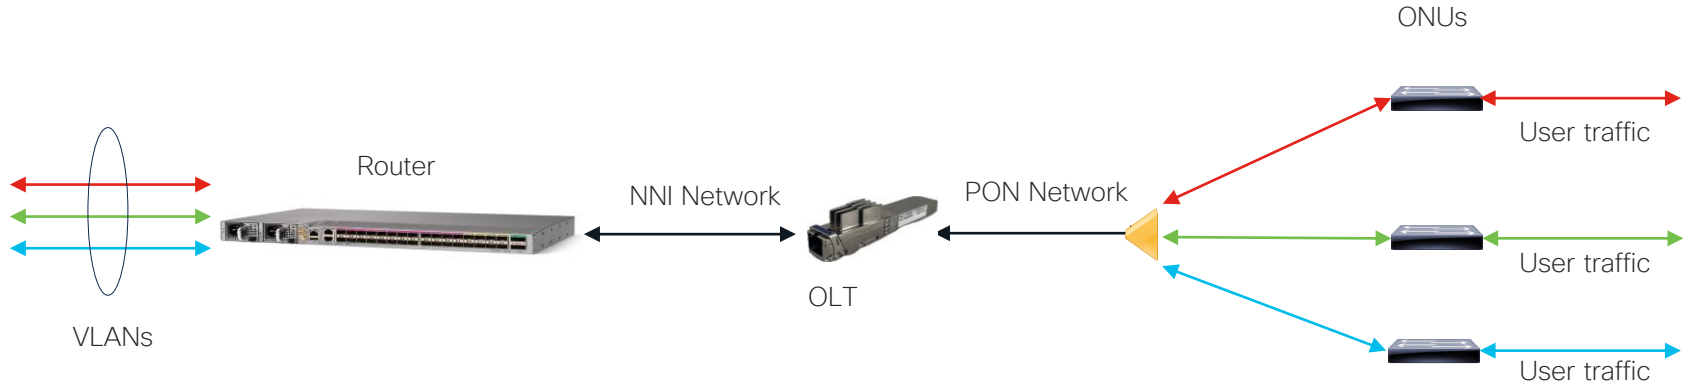 ONUs
User traffic
Router
NNI Network
PON Network
User traffic
OLT
VLANs
User traffic